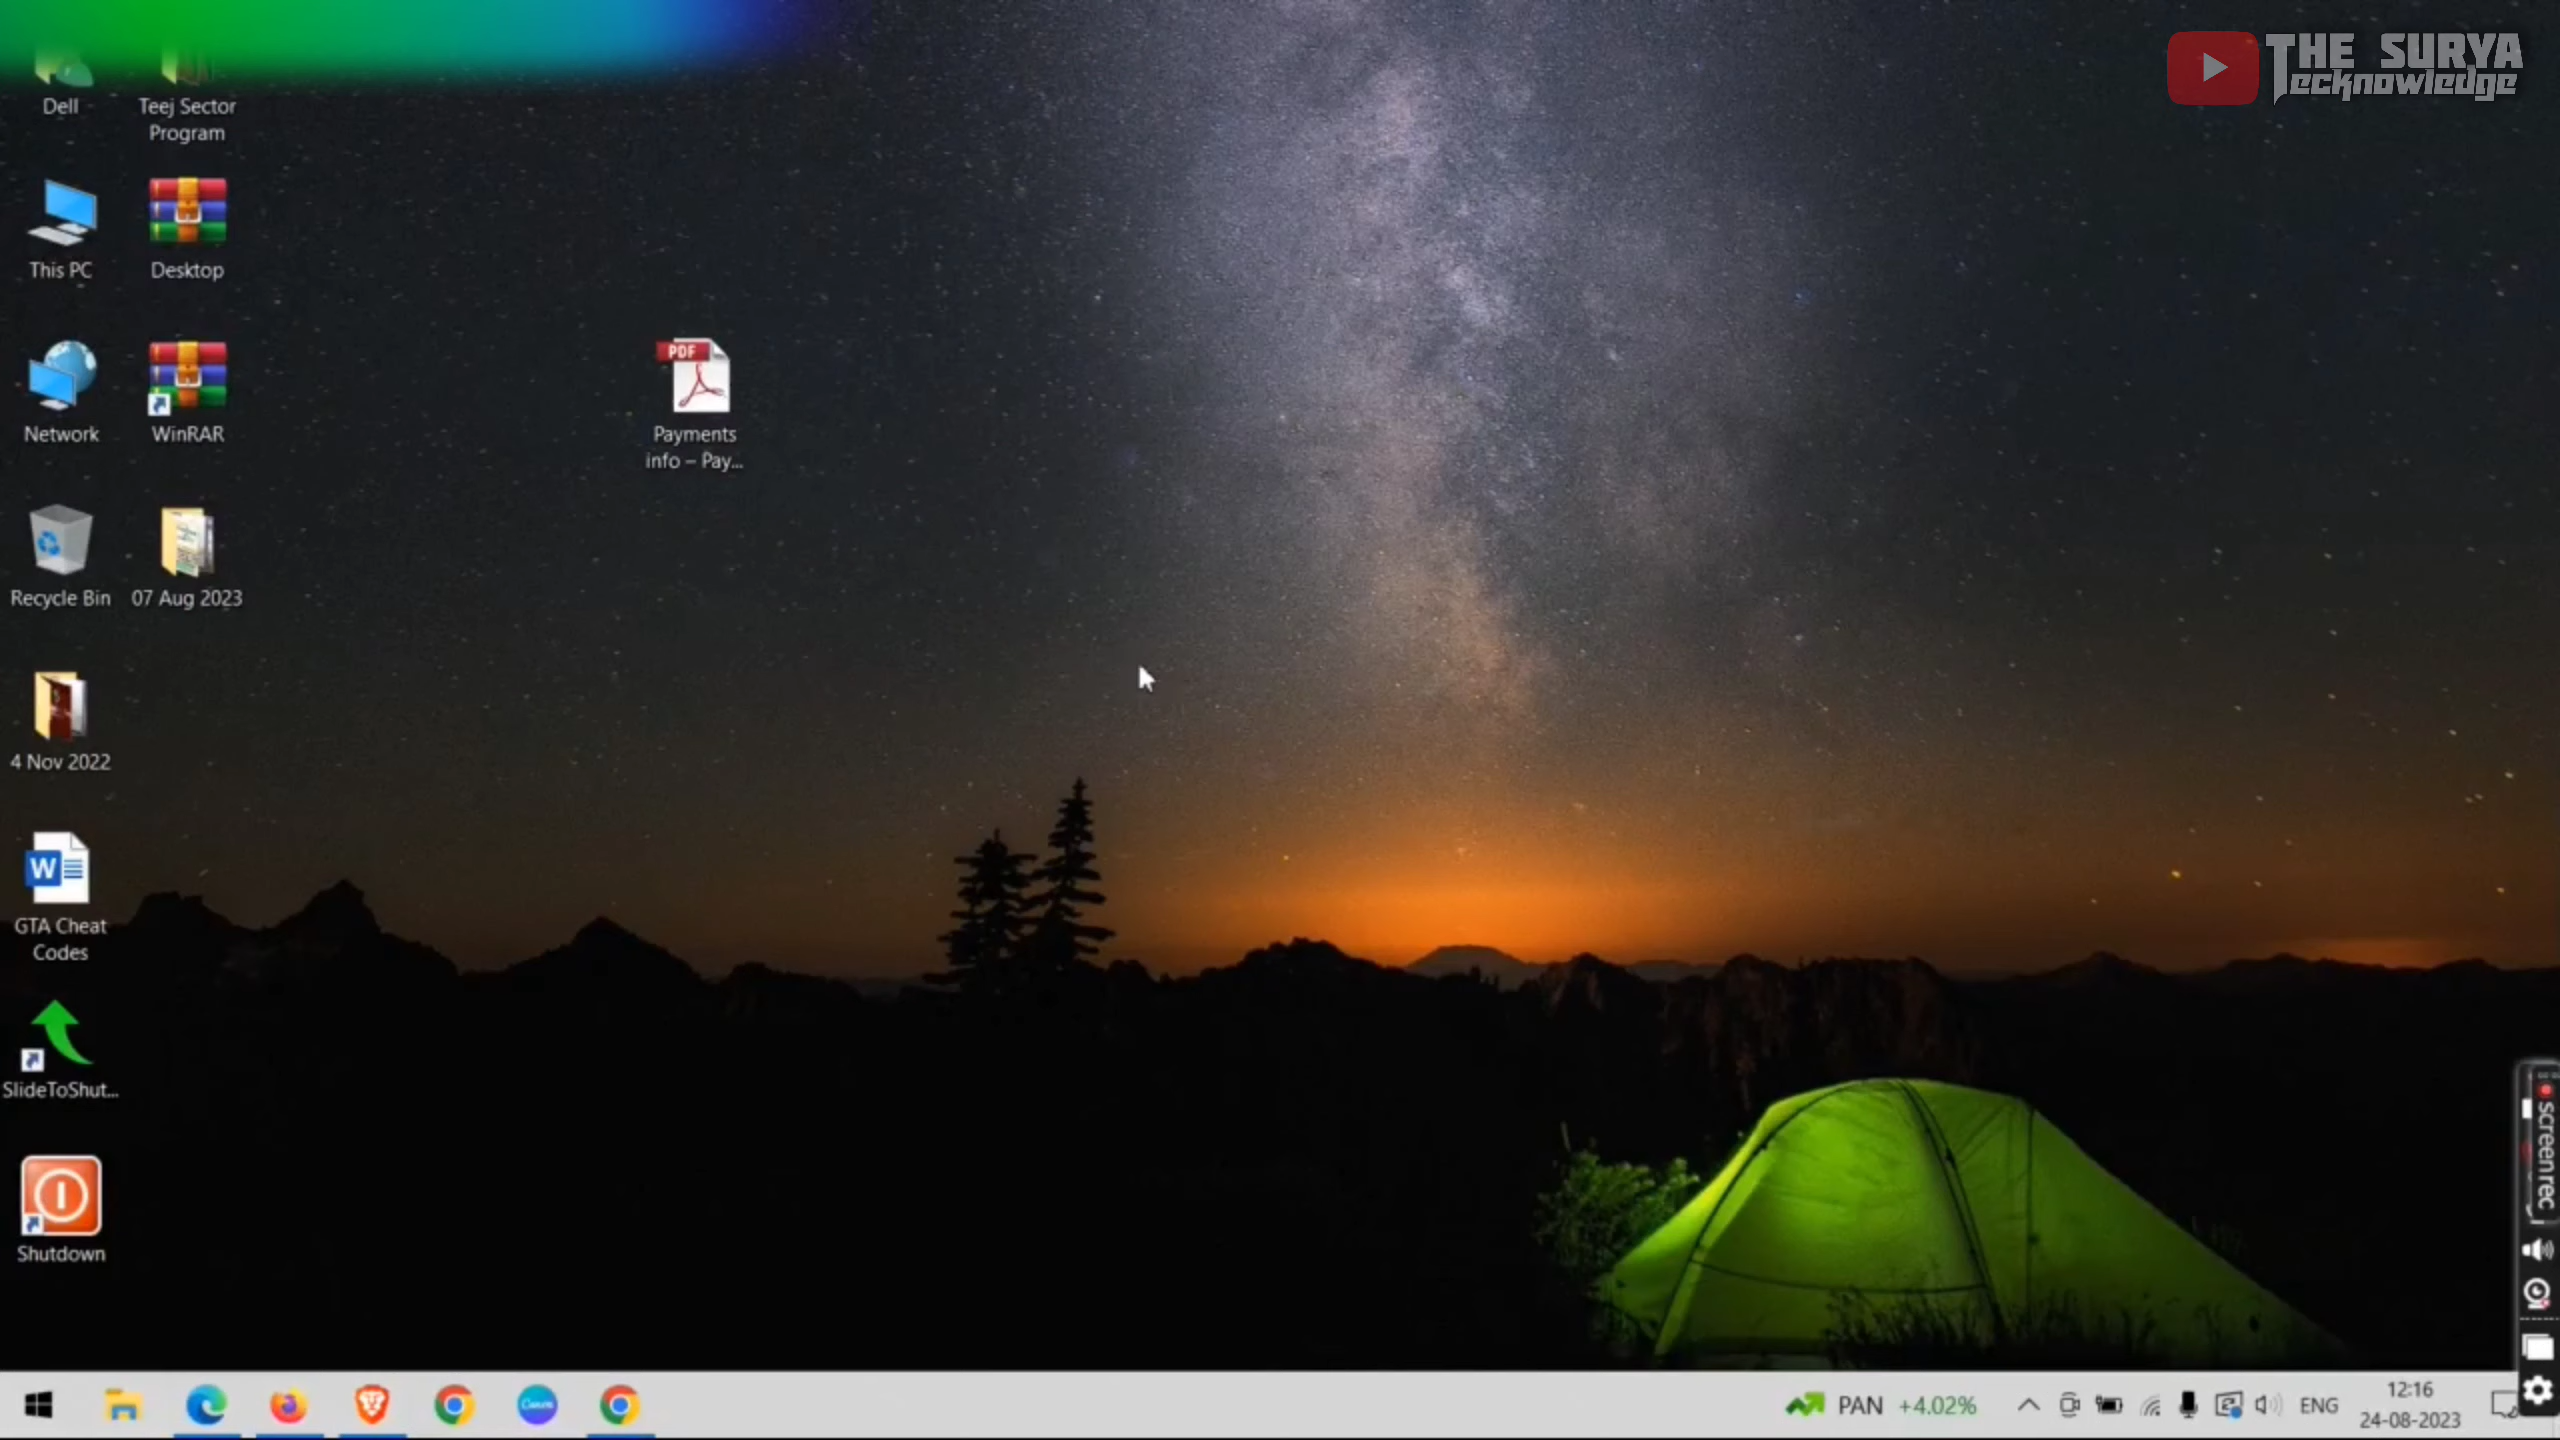 THE SURYA
Tecknowledge
Dell
Teej Sector
Program
This PC
Desktop
Network
WinRAR
PDF
Payments
info – Pay...
Recycle Bin
07 Aug 2023
4 Nov 2022
W
GTA Cheat
Codes
SlideToShut...
Shutdown
screenrec
Canva
PAN +4.02%
ENG
12:16
24-08-2023